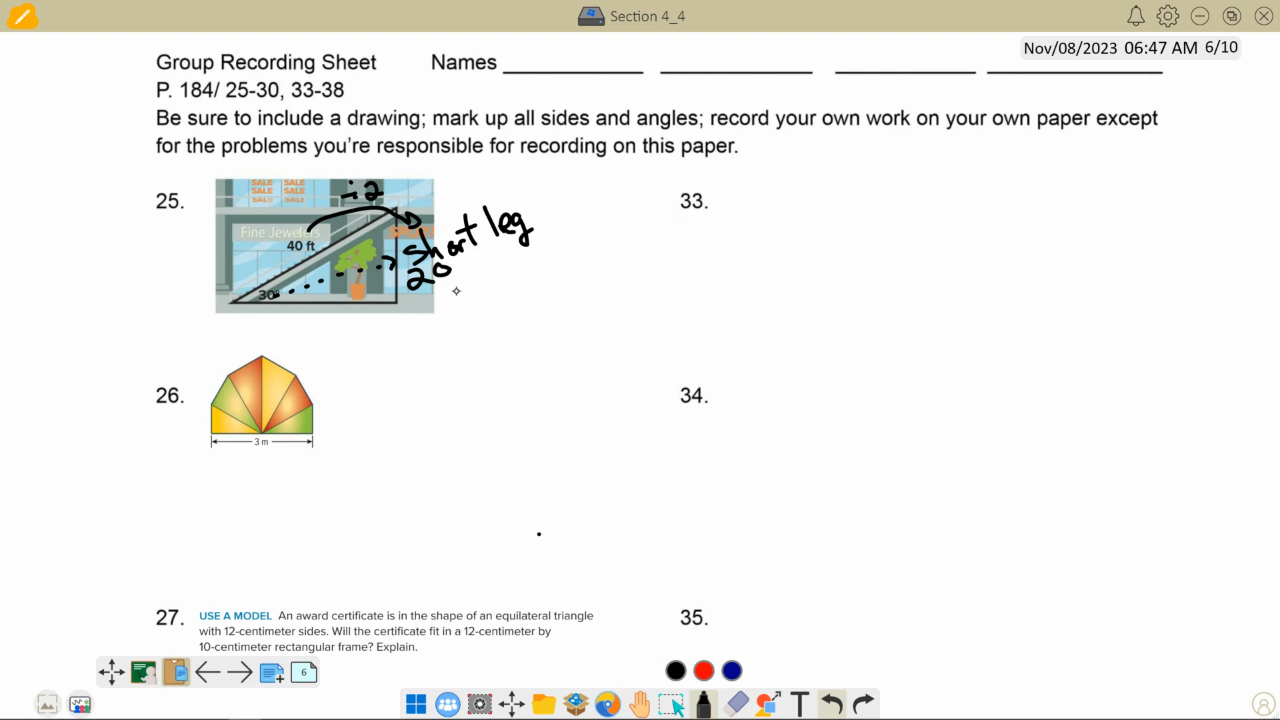 Section 4_4
Nov/08/2023 06:47 AM 6/10
Group Recording Sheet Names
P. 184/ 25-30, 33-38
Be sure to include a drawing; mark up all sides and angles; record your own work on your own paper except
for the problems you're responsible for recording on this paper.
25.
SALE SALE
SALE SALE
SALE SALE
÷2
Fine Jewelers
40 ft
30°
short leg
20
33.
26.
3 m
34.
27. USE A MODEL An award certificate is in the shape of an equilateral triangle
with 12-centimeter sides. Will the certificate fit in a 12-centimeter by
10-centimeter rectangular frame? Explain.
35.
6